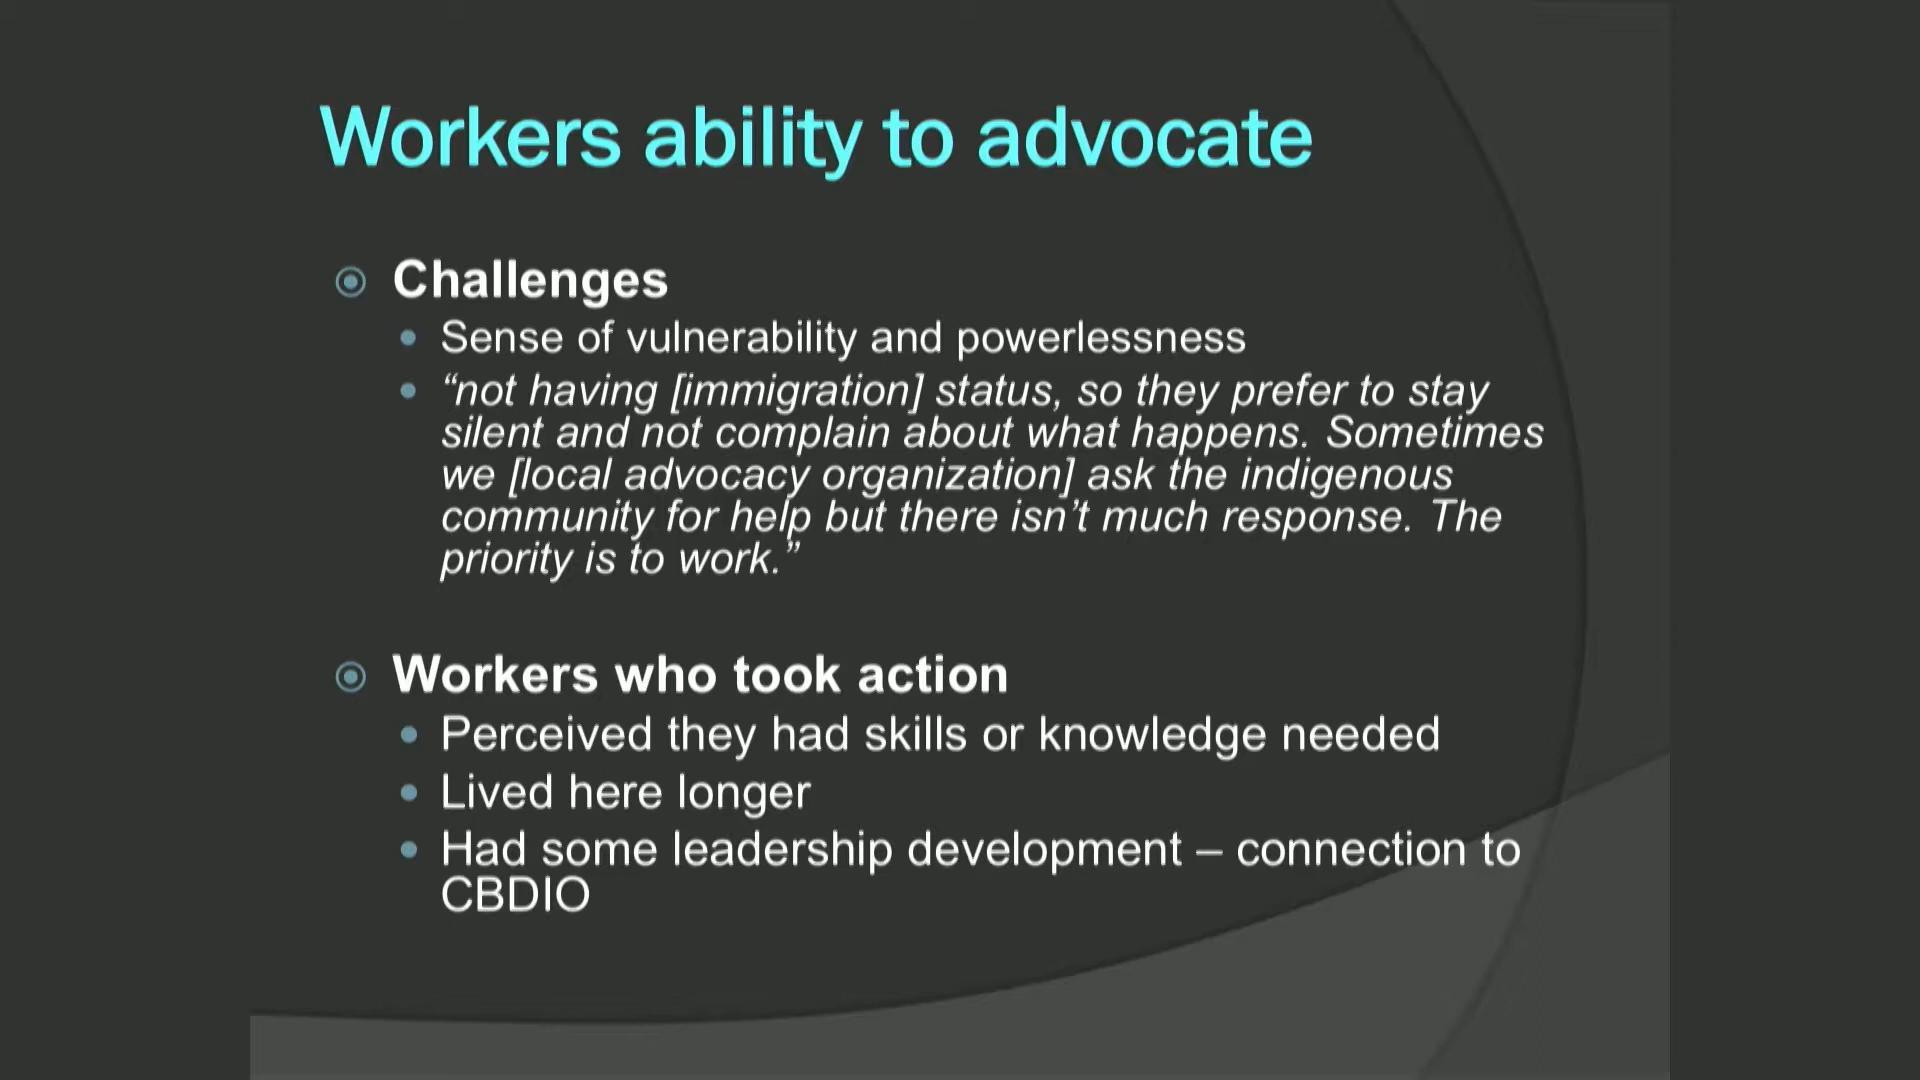 Workers ability to advocate
Challenges
Sense of vulnerability and powerlessness
“not having [immigration] status, so they prefer to stay
silent and not complain about what happens. Sometimes
we [local advocacy organization] ask the indigenous
community for help but there isn’t much response. The
priority is to work.”
Workers who took action
Perceived they had skills or knowledge needed
Lived here longer
Had some leadership development – connection to
CBDIO